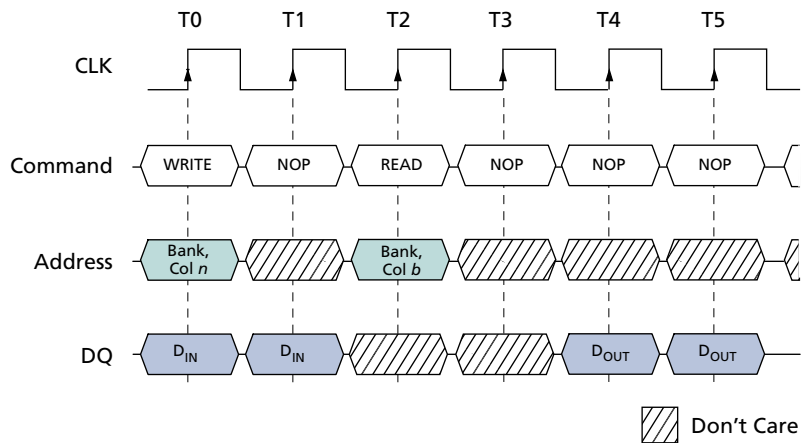 T0 T1 T2 T3 T4 T5
CLK
Command WRITE NOP READ NOP NOP NOP
Bank, Bank,
Address
Col n Col b
DQ DIN DIN DOUT DOUT
Don't Care